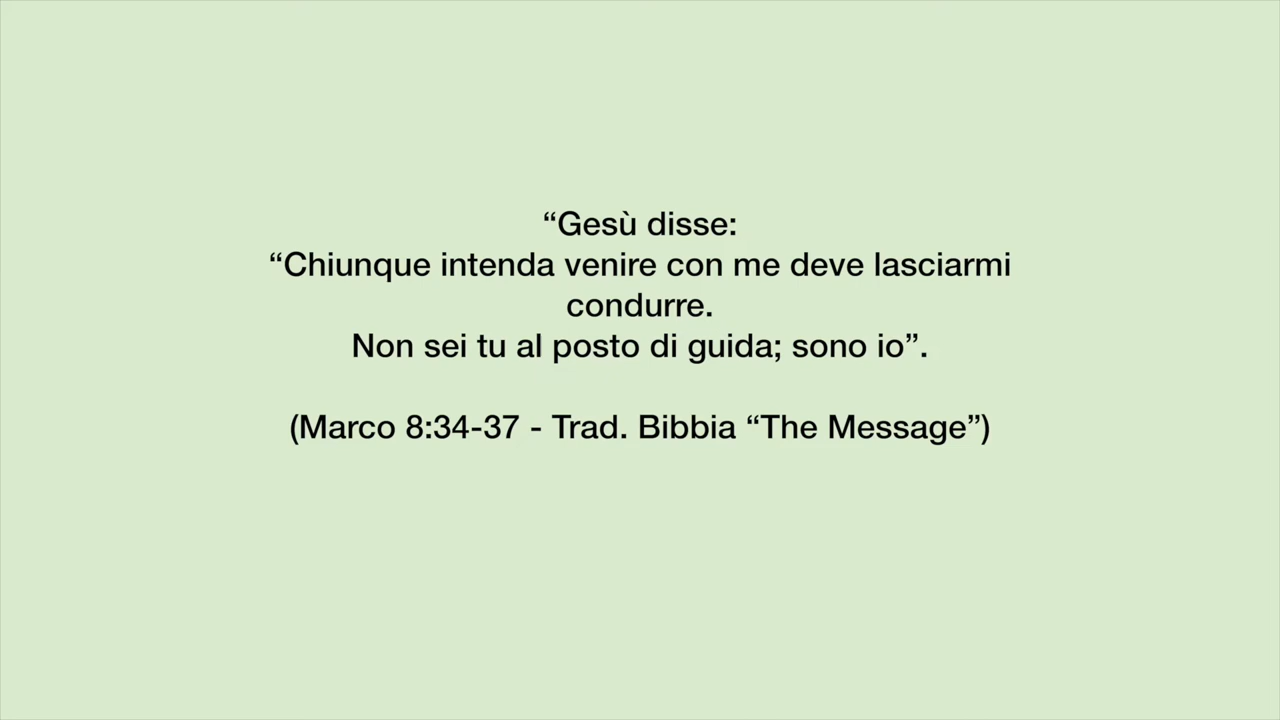 “Gesù disse:
“Chiunque intenda venire con me deve lasciarmi
condurre.
Non sei tu al posto di guida; sono io”.
(Marco 8:34-37 - Trad. Bibbia “The Message”)